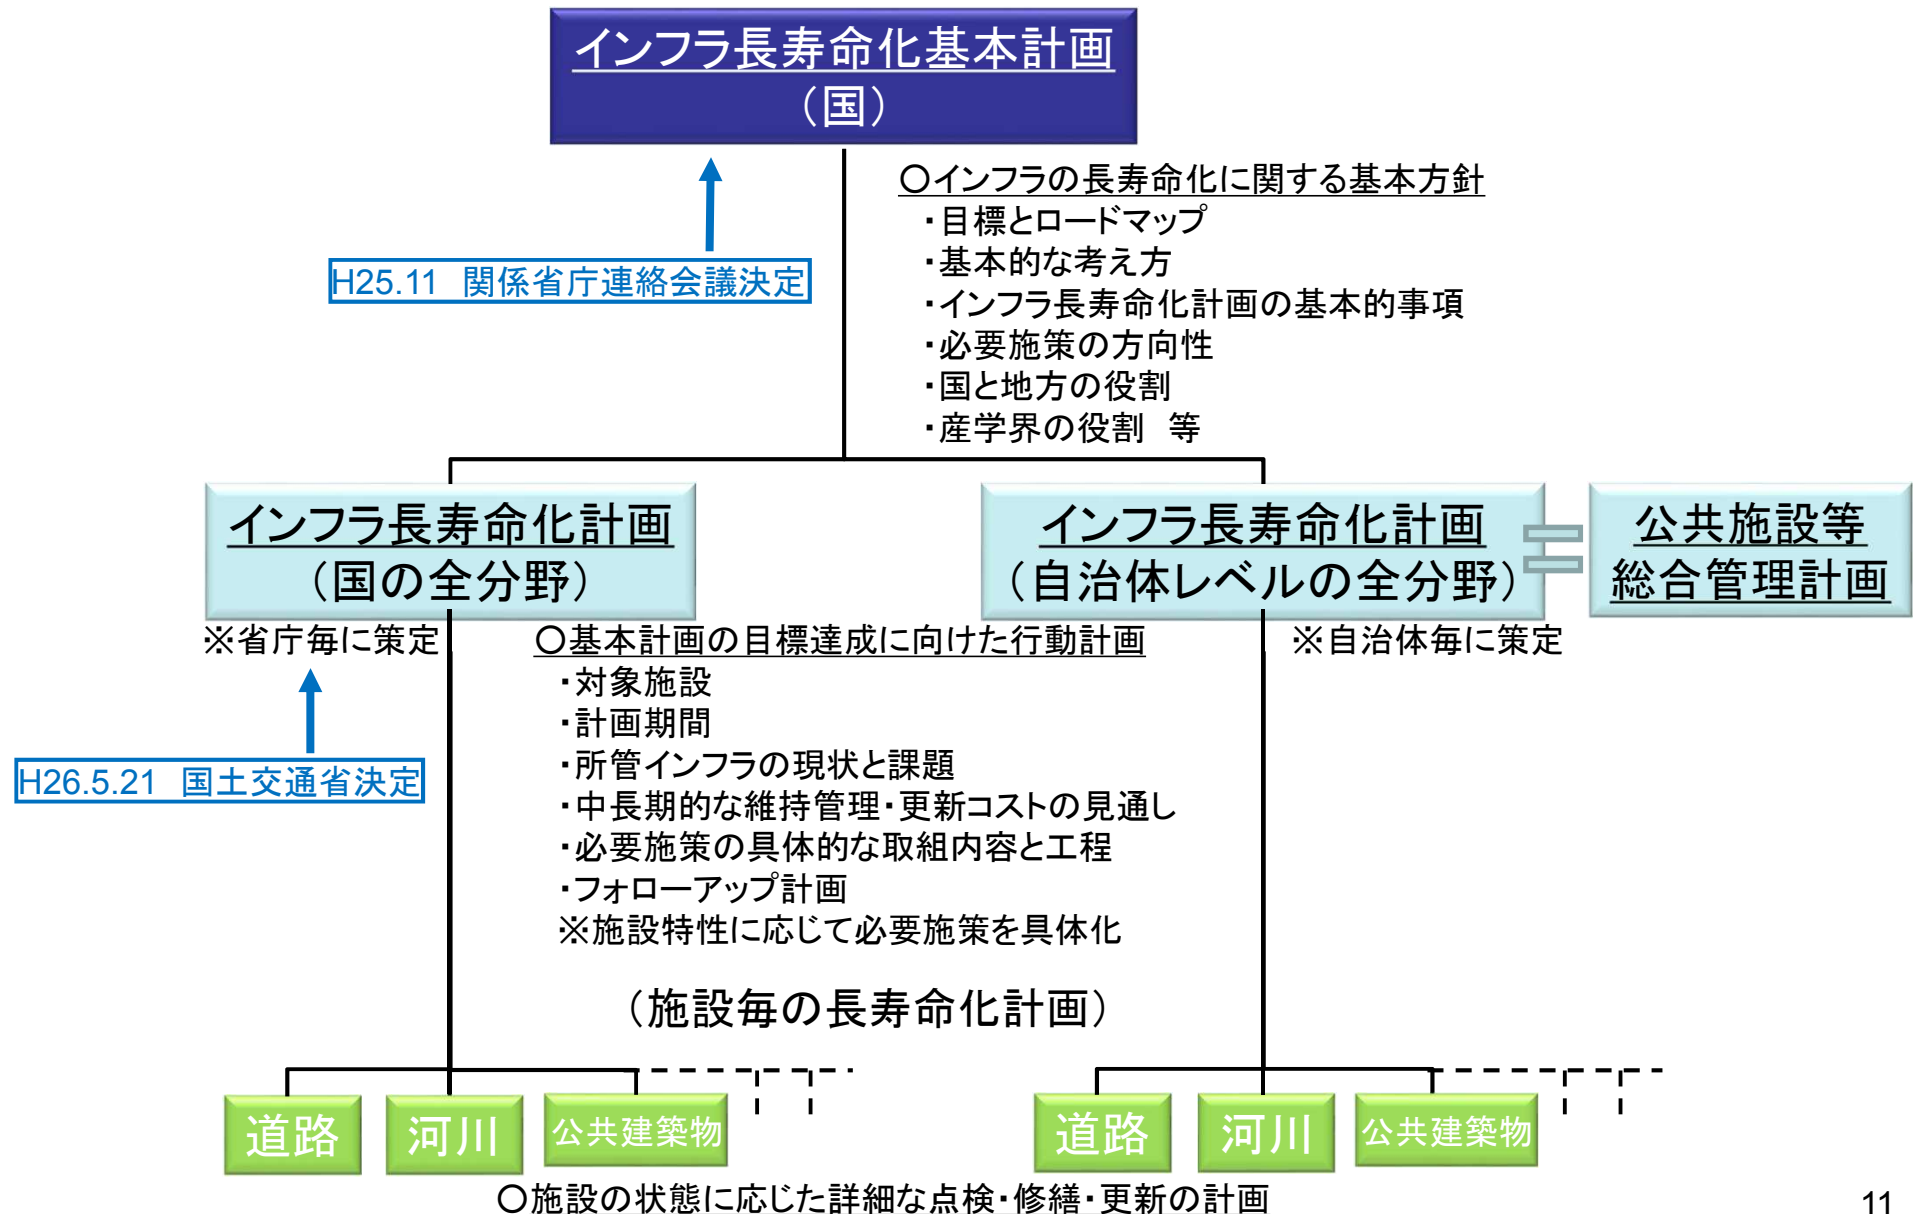 インフラ長寿命化基本計画
（国）
○インフラの長寿命化に関する基本方針
・目標とロードマップ
・基本的な考え方
・インフラ長寿命化計画の基本的事項
・必要施策の方向性
・国と地方の役割
・産学界の役割　等
H25.11　関係省庁連絡会議決定
インフラ長寿命化計画
（国の全分野）
※省庁毎に策定
H26.5.21　国土交通省決定
インフラ長寿命化計画
（自治体レベルの全分野）
※自治体毎に策定
公共施設等
総合管理計画
○基本計画の目標達成に向けた行動計画
・対象施設
・計画期間
・所管インフラの現状と課題
・中長期的な維持管理・更新コストの見通し
・必要施策の具体的な取組内容と工程
・フォローアップ計画
※施設特性に応じて必要施策を具体化
（施設毎の長寿命化計画）
道路
河川
公共建築物
道路
河川
公共建築物
○施設の状態に応じた詳細な点検・修繕・更新の計画
11